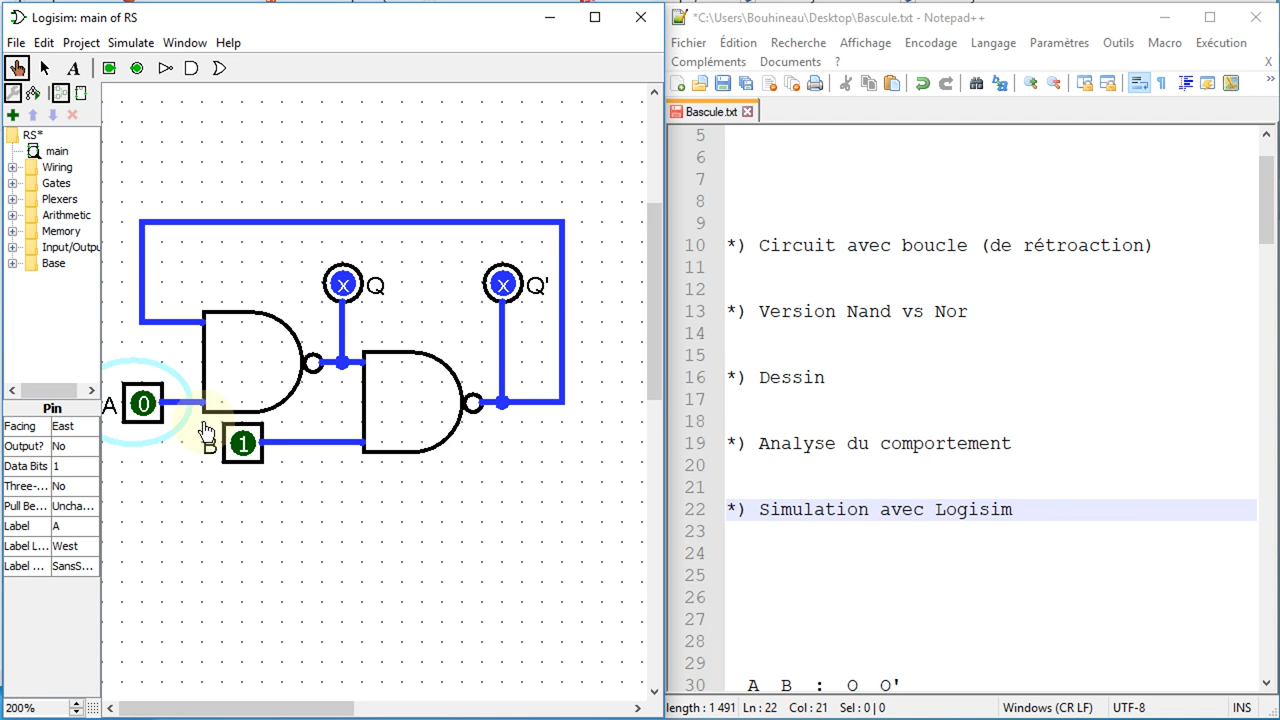 Logisim: main of RS
File Edit Project Simulate Window Help
A
RS*
main
Wiring
Gates
Plexers
Arithmetic
Memory
Input/Outpu
Base
Pin
Facing East
Output? No
Data Bits 1
Three-... No
Pull Be... Uncha...
Label A
Label L... West
Label ... SansS...
200%
x Q
x Q'
A 0
B 1
*C:\Users\Bouhineau\Desktop\Bascule.txt - Notepad++
Fichier Édition Recherche Affichage Encodage Langage Paramètres Outils Macro Exécution
Compléments Documents ? X
Bascule.txt
5
6
7
8
9
10 *) Circuit avec boucle (de rétroaction)
11
12
13 *) Version Nand vs Nor
14
15
16 *) Dessin
17
18
19 *) Analyse du comportement
20
21
22 *) Simulation avec Logisim
23
24
25
26
27
28
29
30 A B : Q Q'
length : 1 491 Ln : 22 Col : 21 Sel : 0 | 0 Windows (CR LF) UTF-8 INS